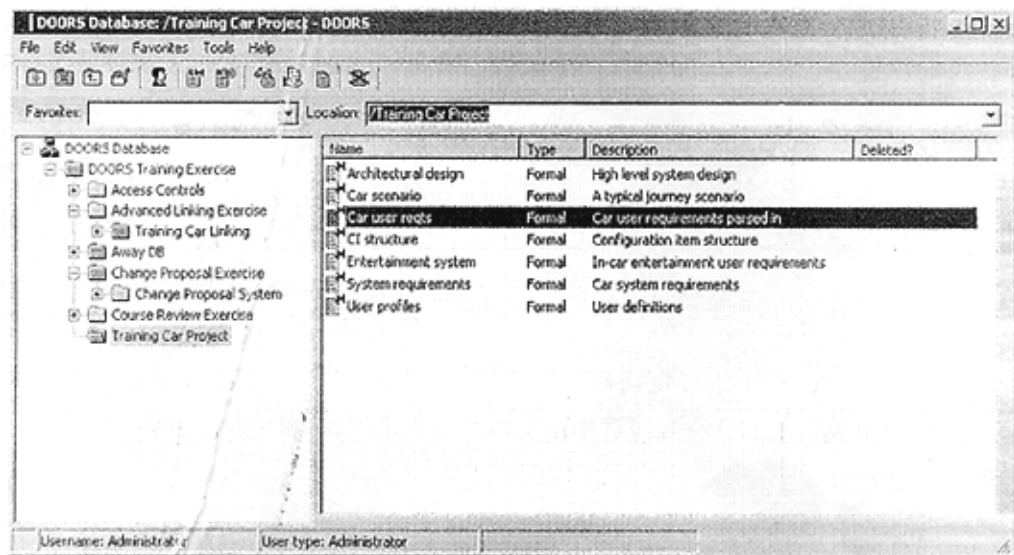 DOORS Database: /Training Car Project - DOORS
File Edit View Favorites Tools Help
Favorites: Location: /Training Car Project
DOORS Database
DOORS Training Exercise
Access Controls
Advanced Linking Exercise
Training Car Linking
Away DB
Change Proposal Exercise
Change Proposal System
Course Review Exercise
Training Car Project
Name Type Description Deleted?
Architectural design Formal High level system design
Car scenario Formal A typical journey scenario
Car user reqts Formal Car user requirements parsed in
CI structure Formal Configuration item structure
Entertainment system Formal In-car entertainment user requirements
System requirements Formal Car system requirements
User profiles Formal User definitions
Username: Administrator User type: Administrator